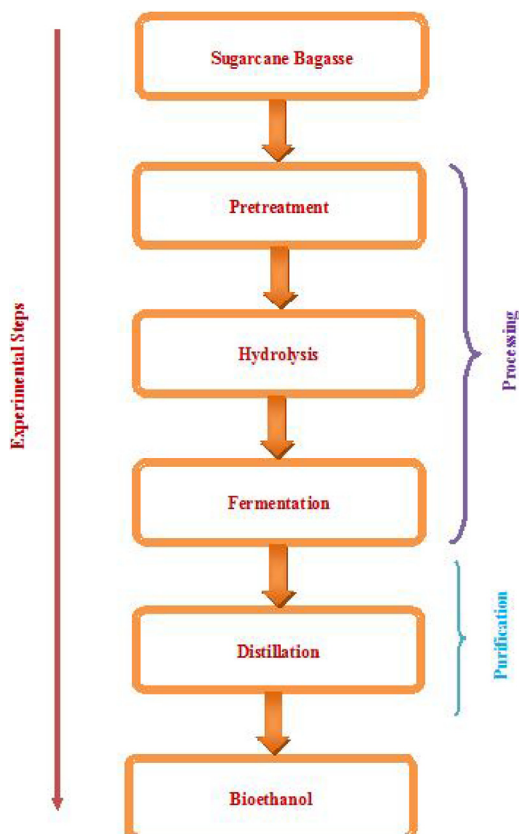 Sugarcane Bagasse
Pretreatment
Hydrolysis
Fermentation
Distillation
Bioethanol
Experimental Steps
Processing
Purification